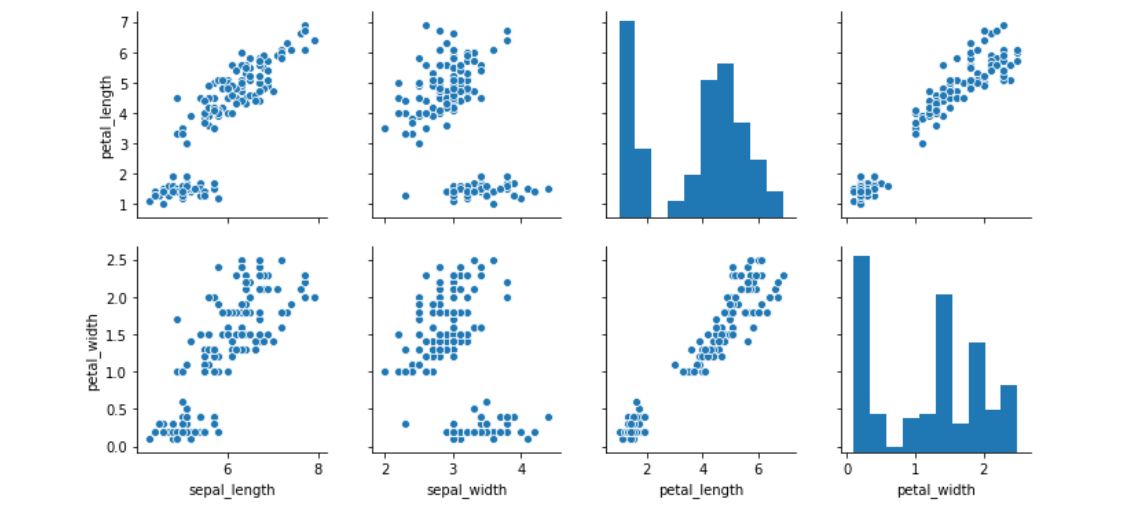 petal_length
7
6
5
4
3
2
1
petal_width
2.5
2.0
1.5
1.0
0.5
0.0
6 8
2 3 4
2 4 6
0 1 2
sepal_length sepal_width petal_length petal_width